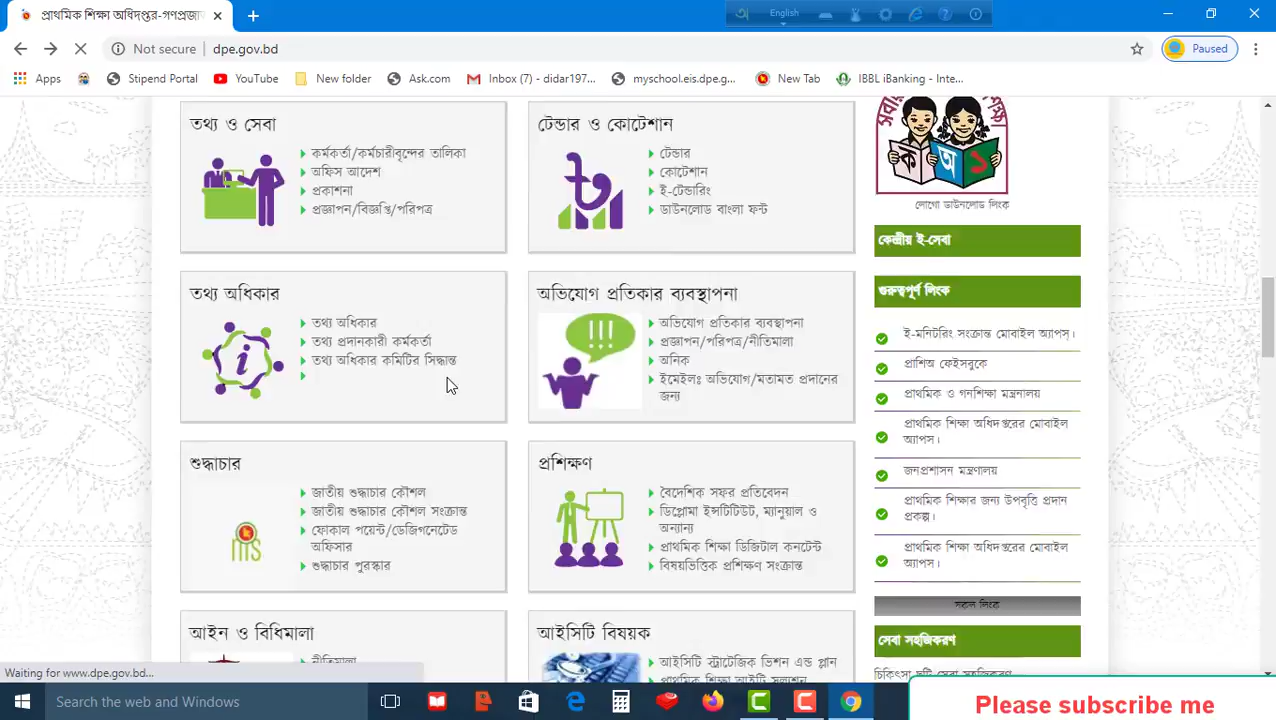 প্রাথমিক শিক্ষা অধিদপ্তর-গণপ্রজা
English
Not secure
dpe.gov.bd
Paused
Apps
Stipend Portal
YouTube
New folder
Ask.com
Inbox (7) - didar197...
myschool.eis.dpe.g...
New Tab
IBBL iBanking - Inte...
তথ্য ও সেবা
কর্মকর্তা/কর্মচারীবৃন্দের তালিকা
অফিস আদেশ
প্রকাশনা
প্রজ্ঞাপন/বিজ্ঞপ্তি/পরিপত্র
টেন্ডার ও কোটেশান
টেন্ডার
কোটেশান
ই-টেন্ডারিং
ডাউনলোড বাংলা ফন্ট
লোগো ডাউনলোড লিংক
কেন্দ্রীয় ই-সেবা
গুরুত্বপূর্ণ লিংক
ই-মনিটরিং সংক্রান্ত মোবাইল অ্যাপস্।
প্রাশিঅ ফেইসবুকে
প্রাথমিক ও গনশিক্ষা মন্ত্রনালয়
প্রাথমিক শিক্ষা অধিদপ্তরের মোবাইল
অ্যাপস।
জনপ্রশাসন মন্ত্রণালয়
প্রাথমিক শিক্ষার জন্য উপবৃত্তি প্রদান
প্রকল্প।
প্রাথমিক শিক্ষা অধিদপ্তরের মোবাইল
অ্যাপস।
সকল লিংক
সেবা সহজিকরণ
তথ্য অধিকার
তথ্য অধিকার
তথ্য প্রদানকারী কর্মকর্তা
তথ্য অধিকার কমিটির সিদ্ধান্ত
অভিযোগ প্রতিকার ব্যবস্থাপনা
!!!
অভিযোগ প্রতিকার ব্যবস্থাপনা
প্রজ্ঞাপন/পরিপত্র/নীতিমালা
অনিক
ইমেইলঃ অভিযোগ/মতামত প্রদানের
জন্য
শুদ্ধাচার
জাতীয় শুদ্ধাচার কৌশল
জাতীয় শুদ্ধাচার কৌশল সংক্রান্ত
ফোকাল পয়েন্ট/ডেজিগনেটেড
অফিসার
শুদ্ধাচার পুরস্কার
প্রশিক্ষণ
বৈদেশিক সফর প্রতিবেদন
ডিপ্লোমা ইন্সটিটিউট, ম্যানুয়াল ও
অন্যান্য
প্রাথমিক শিক্ষা ডিজিটাল কনটেন্ট
বিষয়ভিত্তিক প্রশিক্ষণ সংক্রান্ত
আইন ও বিধিমালা
নীতিমালা
আইসিটি বিষয়ক
আইসিটি স্ট্রাটেজিক ভিশন এন্ড প্লান
Waiting for www.dpe.gov.bd...
Search the web and Windows
Please subscribe me